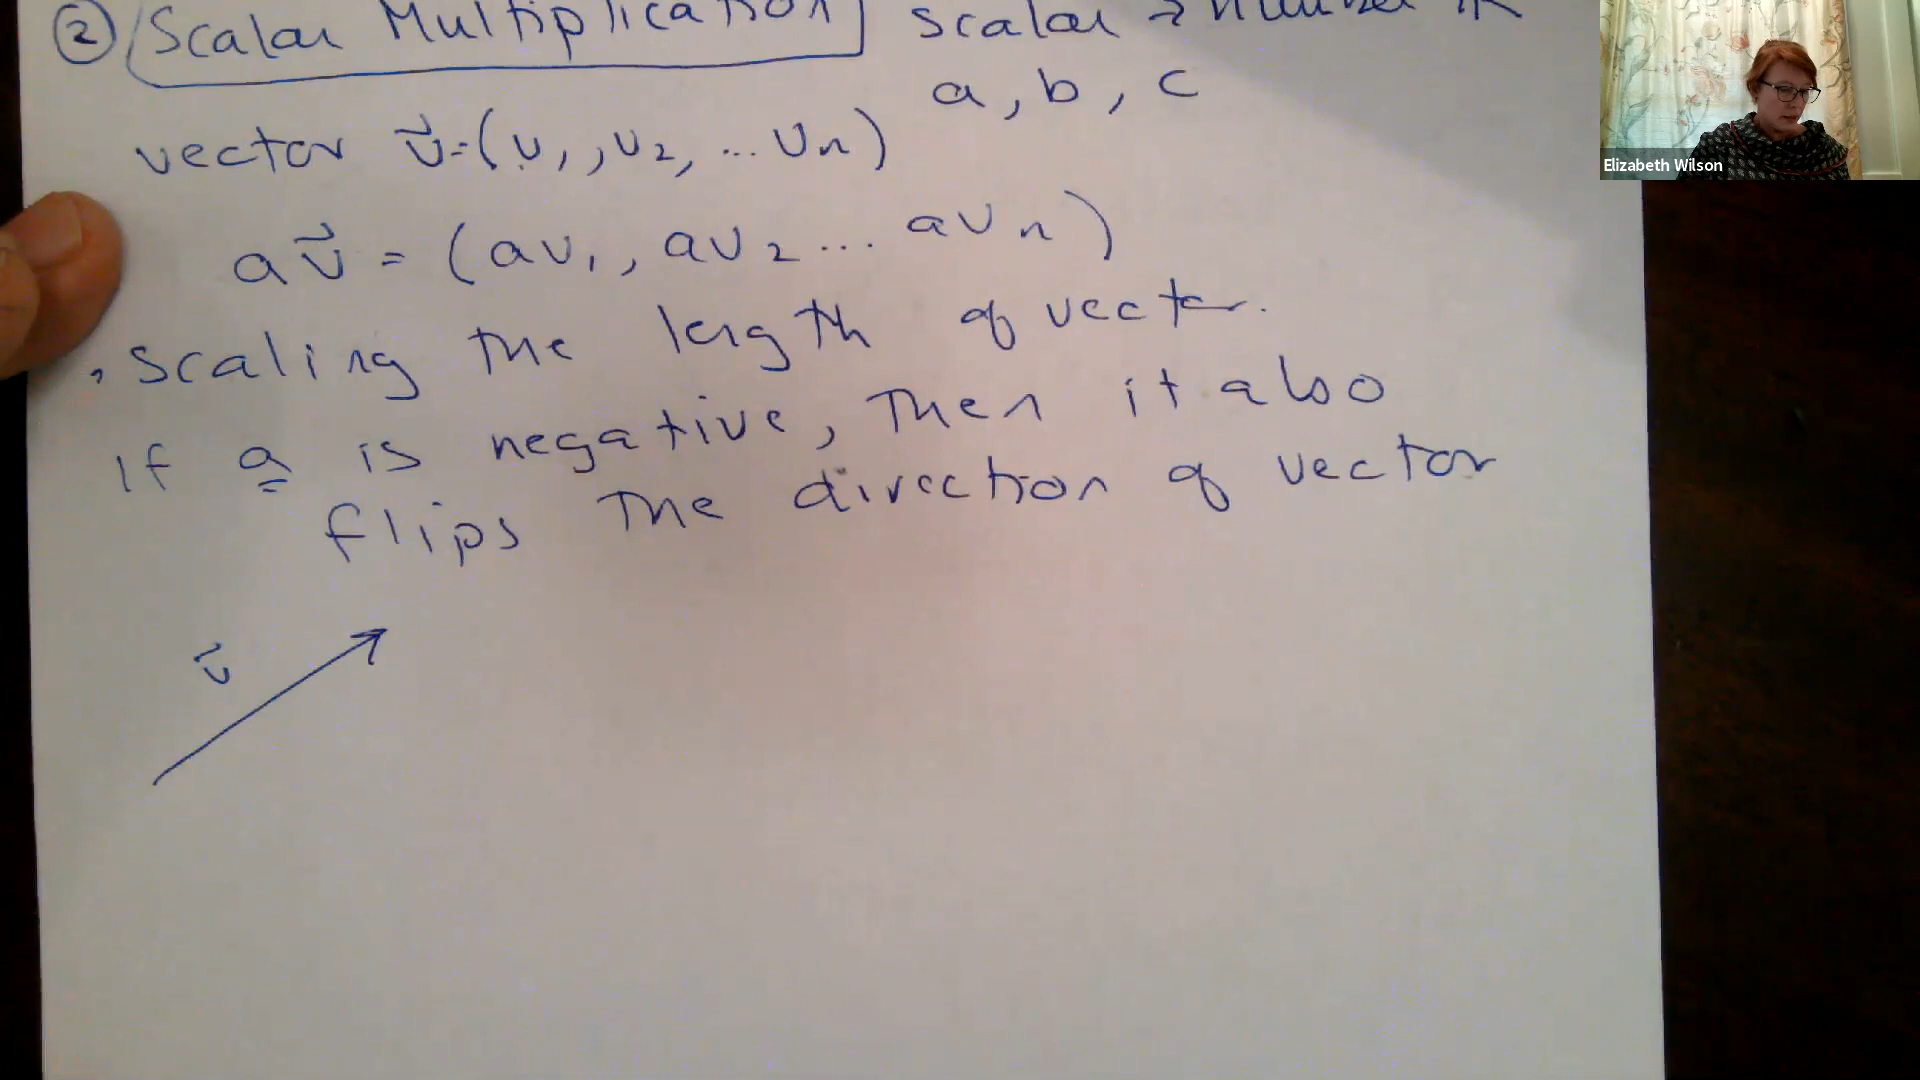 ② Scalar Multiplication scalar → number
a, b, c
vector v⃗=(v₁, v₂, ... vₙ)
av⃗ = (av₁, av₂ ... avₙ)
• scaling the length of vector.
If a is negative, then it also
flips the direction of vector
v⃗
Elizabeth Wilson